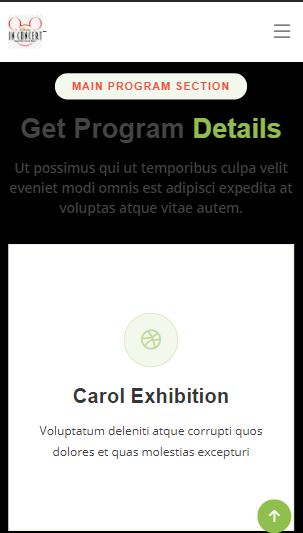 IN CONCERT
MAIN PROGRAM SECTION
Get Program Details
Ut possimus qui ut temporibus culpa velit
eveniet modi omnis est adipisci expedita at
voluptas atque vitae autem.
Carol Exhibition
Voluptatum deleniti atque corrupti quos
dolores et quas molestias excepturi